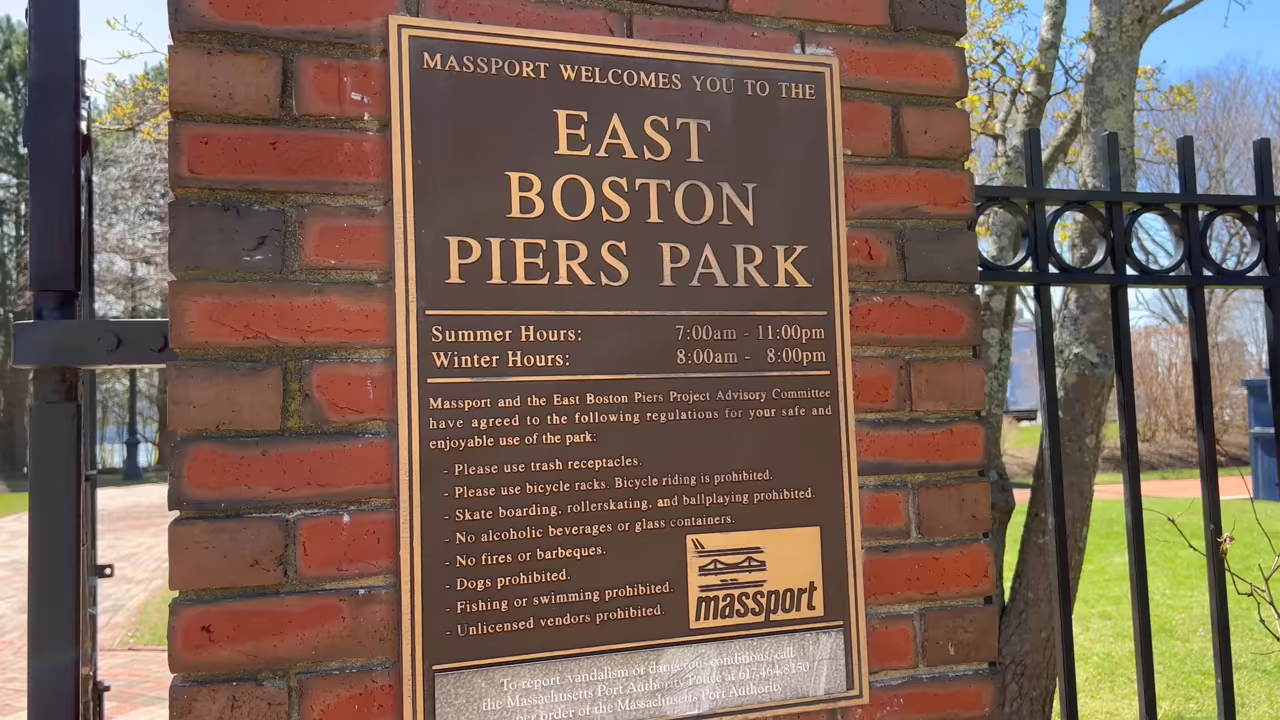 MASSPORT WELCOMES YOU TO THE
EAST
BOSTON
PIERS PARK
Summer Hours: 7:00am - 11:00pm
Winter Hours: 8:00am - 8:00pm
Massport and the East Boston Piers Project Advisory Committee
have agreed to the following regulations for your safe and
enjoyable use of the park:
- Please use trash receptacles.
- Please use bicycle racks. Bicycle riding is prohibited.
- Skate boarding, rollerskating, and ballplaying prohibited.
- No alcoholic beverages or glass containers.
- No fires or barbeques.
- Dogs prohibited.
- Fishing or swimming prohibited.
- Unlicensed vendors prohibited.
massport
To report vandalism or dangerous conditions, call
the Massachusetts Port Authority Police at 617.464.8250 /
per order of the Massachusetts Port Authority